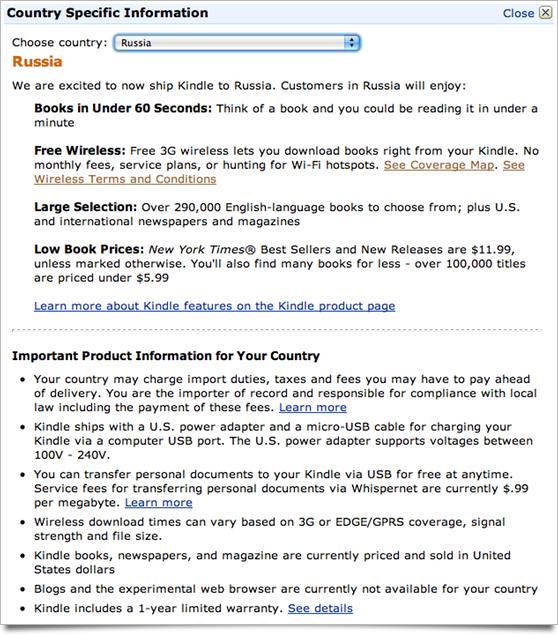 Country Specific Information
Close
Choose country: Russia
Russia
We are excited to now ship Kindle to Russia. Customers in Russia will enjoy:
Books in Under 60 Seconds: Think of a book and you could be reading it in under a
minute
Free Wireless: Free 3G wireless lets you download books right from your Kindle. No
monthly fees, service plans, or hunting for Wi-Fi hotspots. See Coverage Map. See
Wireless Terms and Conditions
Large Selection: Over 290,000 English-language books to choose from; plus U.S.
and international newspapers and magazines
Low Book Prices: New York Times® Best Sellers and New Releases are $11.99,
unless marked otherwise. You'll also find many books for less - over 100,000 titles
are priced under $5.99
Learn more about Kindle features on the Kindle product page
Important Product Information for Your Country
• Your country may charge import duties, taxes and fees you may have to pay ahead
of delivery. You are the importer of record and responsible for compliance with local
law including the payment of these fees. Learn more
• Kindle ships with a U.S. power adapter and a micro-USB cable for charging your
Kindle via a computer USB port. The U.S. power adapter supports voltages between
100V - 240V.
• You can transfer personal documents to your Kindle via USB for free at anytime.
Service fees for transferring personal documents via Whispernet are currently $.99
per megabyte. Learn more
• Wireless download times can vary based on 3G or EDGE/GPRS coverage, signal
strength and file size.
• Kindle books, newspapers, and magazine are currently priced and sold in United
States dollars
• Blogs and the experimental web browser are currently not available for your country
• Kindle includes a 1-year limited warranty. See details